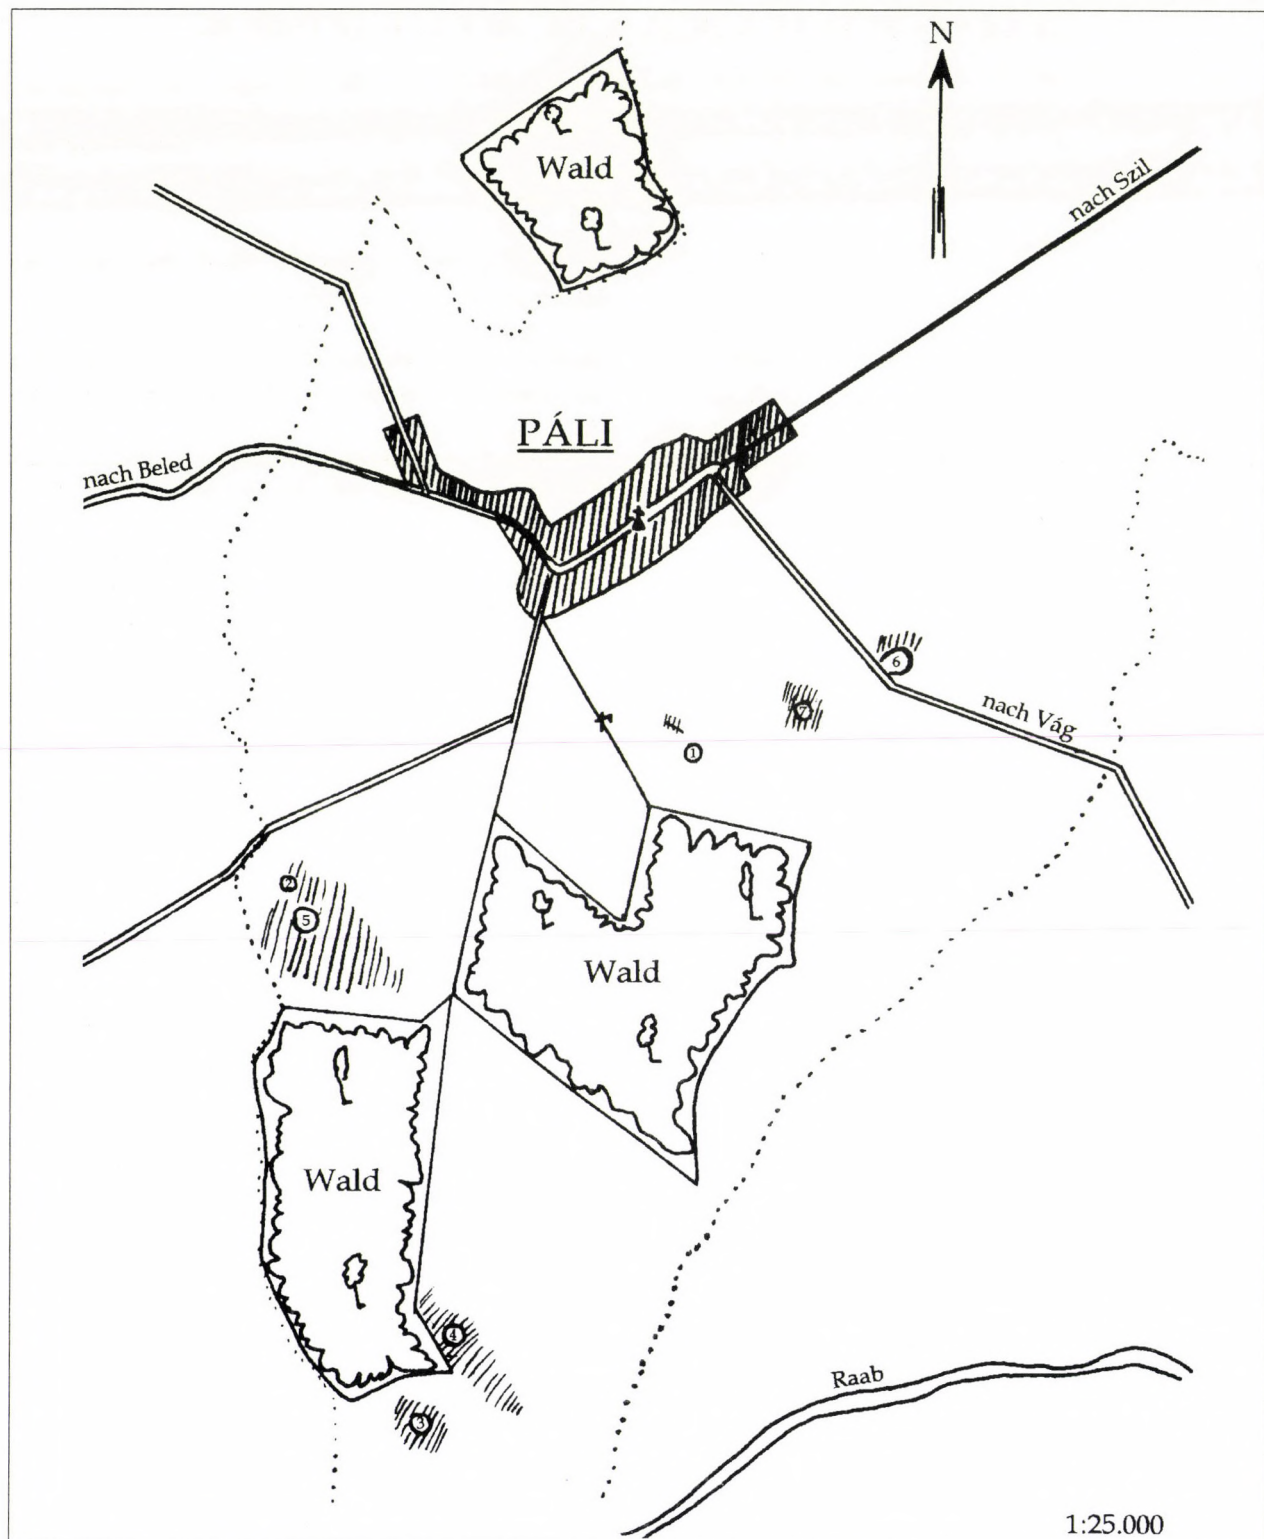 N
Wald
nach Szil
PÁLI
nach Beled
6
7
nach Vág
1
2
5
Wald
Wald
4
Raab
3
1:25.000